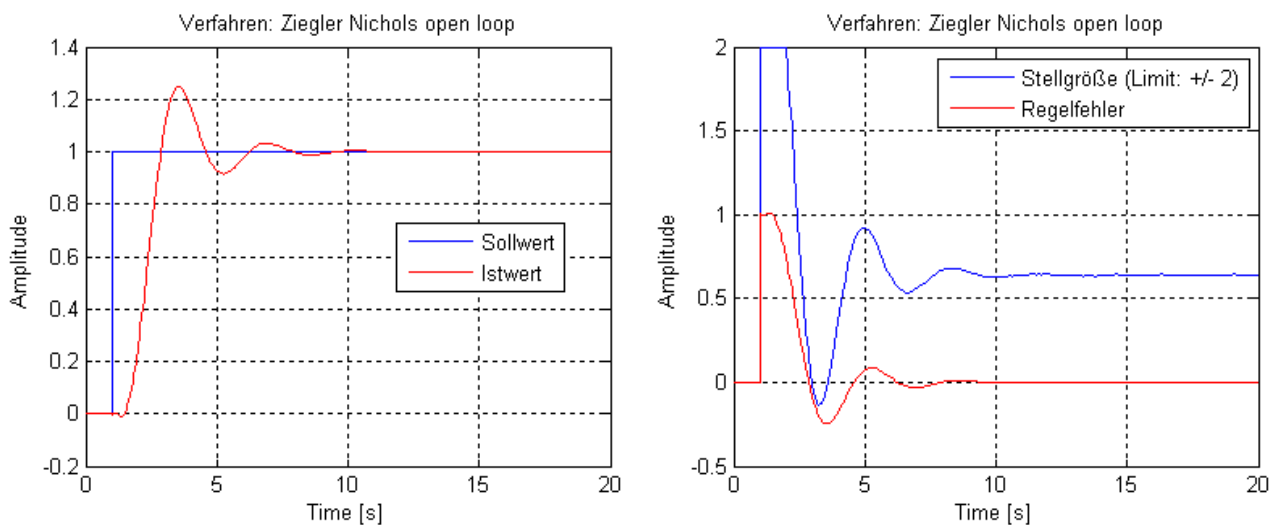 Verfahren: Ziegler Nichols open loop
1.4
1.2
1
0.8
0.6
0.4
0.2
0
-0.2
Amplitude
Sollwert
Istwert
0
5
10
15
20
Time [s]
Verfahren: Ziegler Nichols open loop
2
1.5
1
0.5
0
-0.5
Amplitude
Stellgröße (Limit: +/- 2)
Regelfehler
0
5
10
15
20
Time [s]